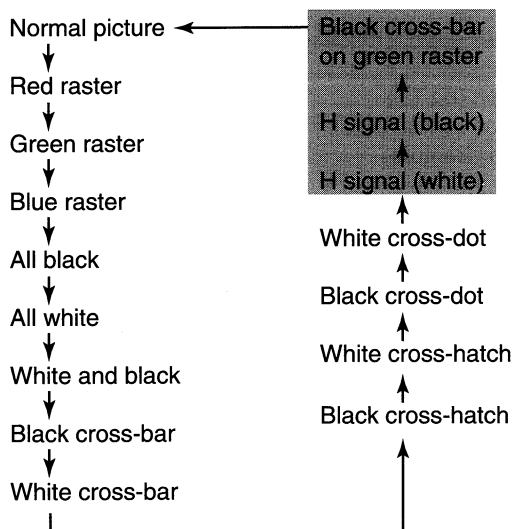 Normal picture
Red raster
Green raster
Blue raster
All black
All white
White and black
Black cross-bar
White cross-bar
Black cross-hatch
White cross-hatch
Black cross-dot
White cross-dot
H signal (white)
H signal (black)
Black cross-bar
on green raster